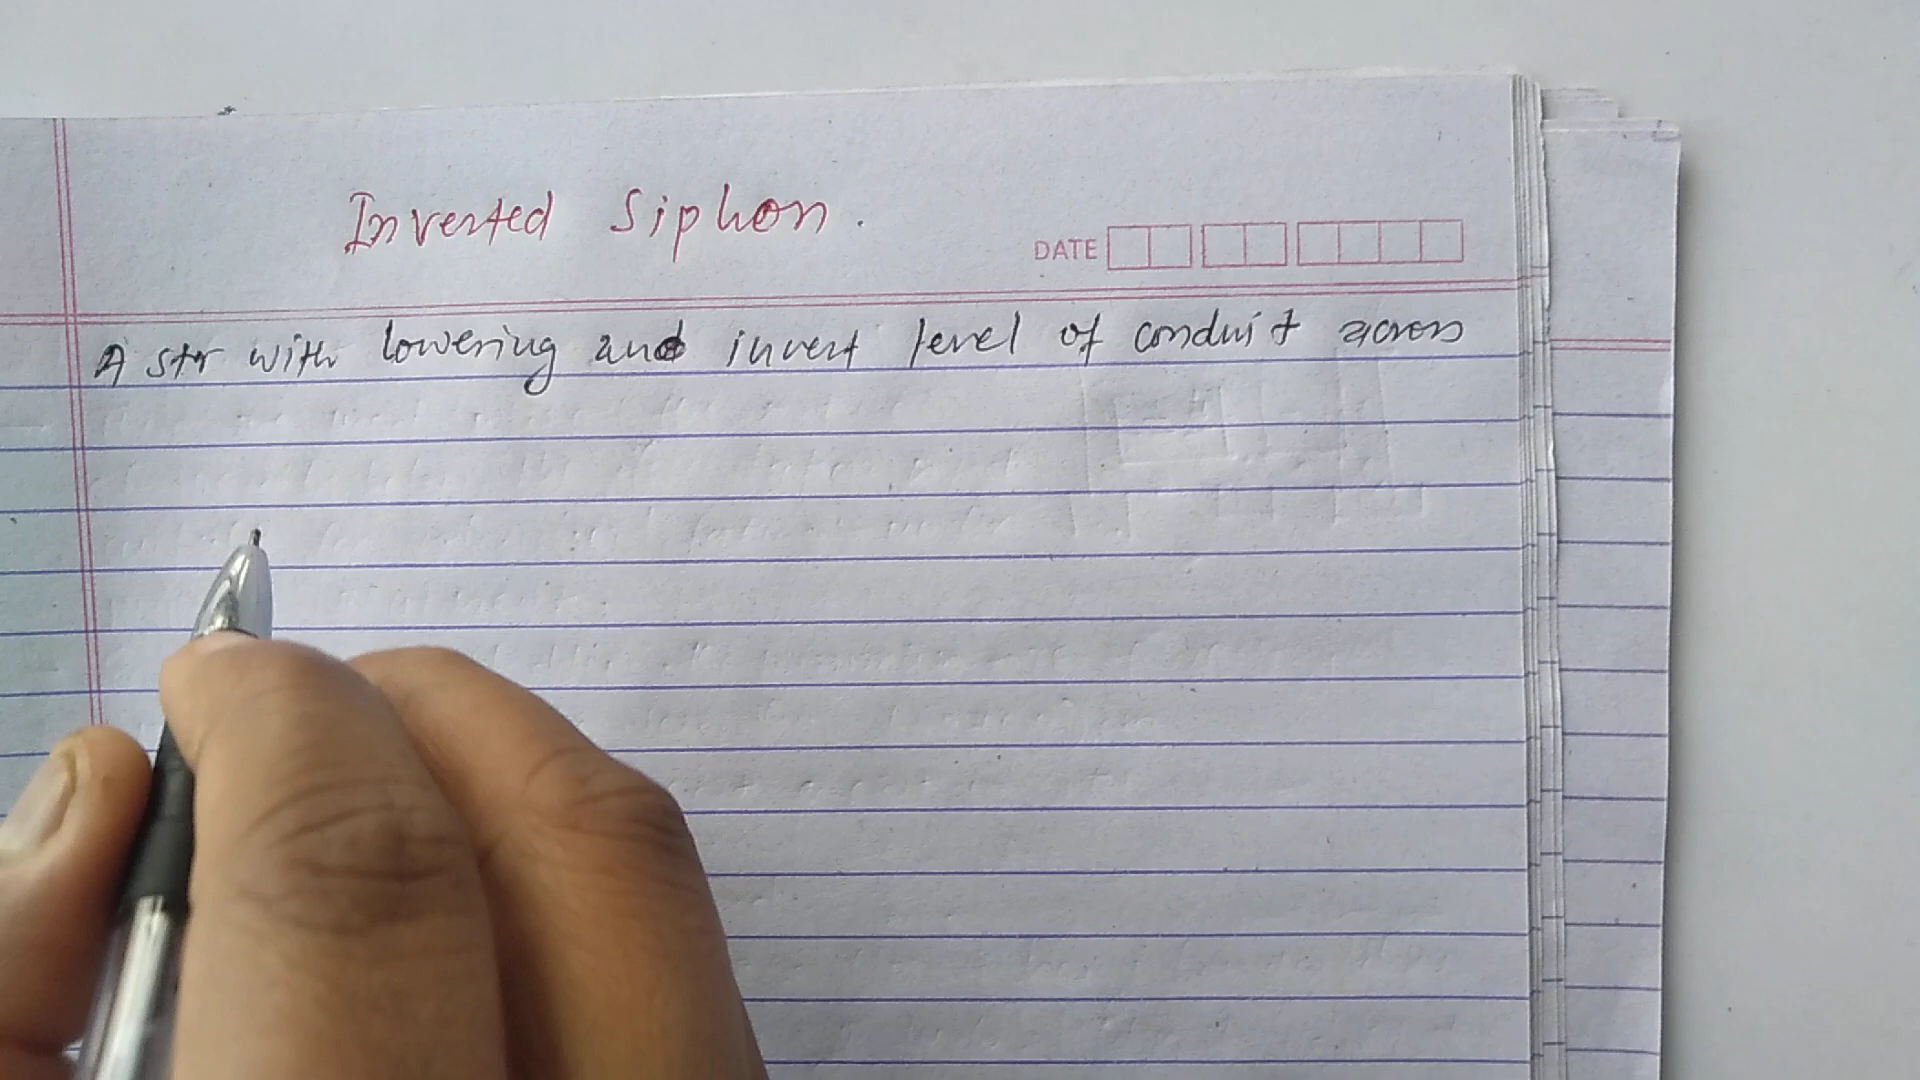 Inverted Siphon.
DATE
A str with lowering and invert level of conduit across